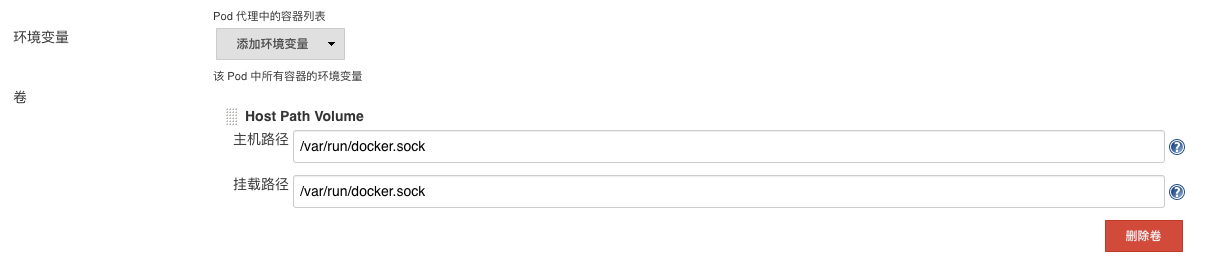 Pod 代理中的容器列表
环境变量
添加环境变量
该 Pod 中所有容器的环境变量
卷
Host Path Volume
主机路径 /var/run/docker.sock
挂载路径 /var/run/docker.sock
删除卷